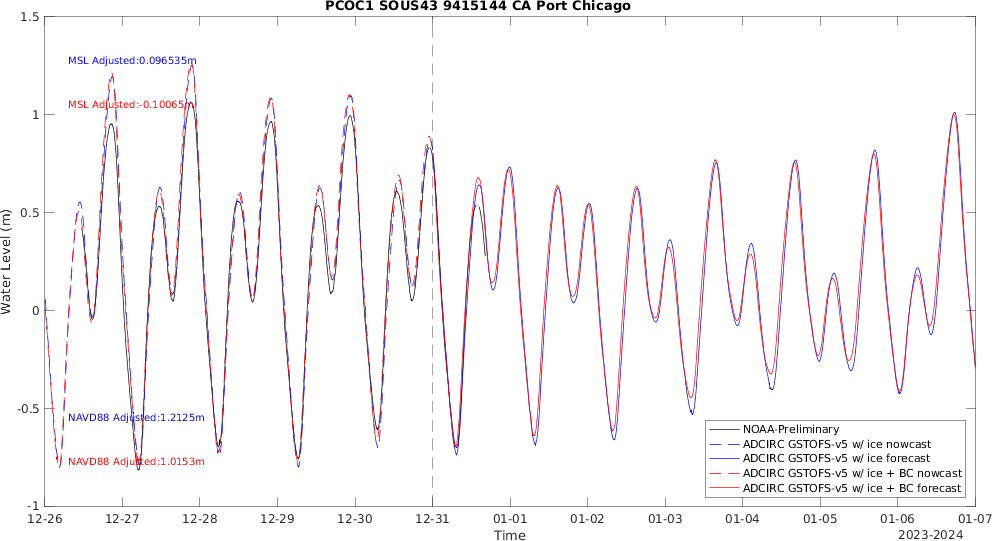 PCOC1 SOUS43 9415144 CA Port Chicago
1.5
1
0.5
0
-0.5
-1
Water Level (m)
MSL Adjusted:0.096535m
MSL Adjusted:-0.10065m
NAVD88 Adjusted:1.2125m
NAVD88 Adjusted:1.0153m
NOAA-Preliminary
ADCIRC GSTOFS-v5 w/ ice nowcast
ADCIRC GSTOFS-v5 w/ ice forecast
ADCIRC GSTOFS-v5 w/ ice + BC nowcast
ADCIRC GSTOFS-v5 w/ ice + BC forecast
12-26 12-27 12-28 12-29 12-30 12-31 01-01 01-02 01-03 01-04 01-05 01-06 01-07
Time
2023-2024